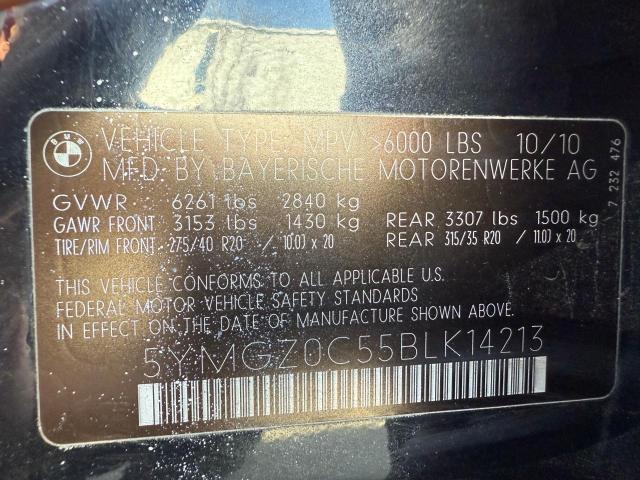 BMW
VEHICLE TYPE MPV >6000 LBS 10/10
MFD BY BAYERISCHE MOTORENWERKE AG
GVWR 6261 lbs 2840 kg
GAWR FRONT 3153 lbs 1430 kg REAR 3307 lbs 1500 kg
TIRE/RIM FRONT 275/40 R20 / 10.0J x 20 REAR 315/35 R20 / 11.0J x 20
THIS VEHICLE CONFORMS TO ALL APPLICABLE U.S.
FEDERAL MOTOR VEHICLE SAFETY STANDARDS
IN EFFECT ON THE DATE OF MANUFACTURE SHOWN ABOVE.
5YMGZ0C55BLK14213
7 232 476